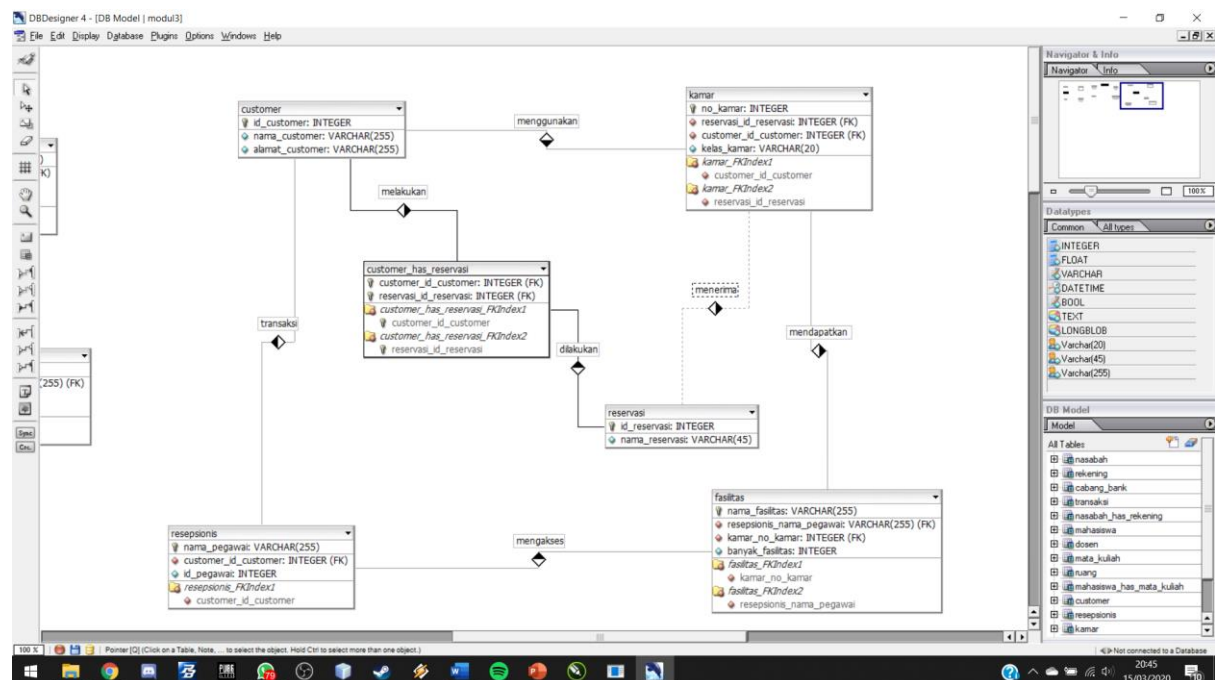 DBDesigner 4 - [DB Model | modul3]
File Edit Display Database Plugins Options Windows Help
customer
id_customer: INTEGER
nama_customer: VARCHAR(255)
alamat_customer: VARCHAR(255)
menggunakan
kamar
no_kamar: INTEGER
reservasi_id_reservasi: INTEGER (FK)
customer_id_customer: INTEGER (FK)
kelas_kamar: VARCHAR(20)
kamar_FKIndex1
customer_id_customer
kamar_FKIndex2
reservasi_id_reservasi
melakukan
customer_has_reservasi
customer_id_customer: INTEGER (FK)
reservasi_id_reservasi: INTEGER (FK)
customer_has_reservasi_FKIndex1
customer_id_customer
customer_has_reservasi_FKIndex2
reservasi_id_reservasi
menerima
transaksi
dilakukan
mendapatkan
K)
(255) (FK)
reservasi
id_reservasi: INTEGER
nama_reservasi: VARCHAR(45)
resepsionis
nama_pegawai: VARCHAR(255)
customer_id_customer: INTEGER (FK)
id_pegawai: INTEGER
resepsionis_FKIndex1
customer_id_customer
mengakses
fasilitas
nama_fasilitas: VARCHAR(255)
resepsionis_nama_pegawai: VARCHAR(255) (FK)
kamar_no_kamar: INTEGER (FK)
banyak_fasilitas: INTEGER
fasilitas_FKIndex1
kamar_no_kamar
fasilitas_FKIndex2
resepsionis_nama_pegawai
Navigator & Info
Navigator Info
100%
Datatypes
Common All types
INTEGER
FLOAT
VARCHAR
DATETIME
BOOL
TEXT
LONGBLOB
Varchar(20)
Varchar(45)
Varchar(255)
DB Model
Model
All Tables
nasabah
rekening
cabang_bank
transaksi
nasabah_has_rekening
mahasiswa
dosen
mata_kuliah
ruang
mahasiswa_has_mata_kuliah
customer
resepsionis
kamar
Sync
100 % Pointer [Q] (Click on a Table, Note, ... to select the object. Hold Ctrl to select more than one object.)
Not connected to a Database
20:45
15/03/2020